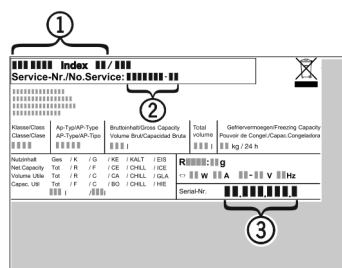 1
Index /
Service-Nr./No.Service: -
2
Klasse/Class
Classe/Clase
Ap-Typ/AP-Type
AP-Type/AP-Tipo
Bruttoinhalt/Gross Capacity
Volume Brut/Capacidad Bruta
l
Total
volume
l
Gefriervermoegen/Freezing Capacity
Pouvoir de Congel./Capac.Congeladora
kg / 24 h
Nutzinhalt Ges / K / G / KE / KALT / EIS
Net.Capacity Tot / R / F / CE / CHILL / ICE
Volume Utile Tot / R / C / CA / CHILL / GLA
Capac. Util Tot / F / C / BO / CHILL / HIE
l / l
R : g
W A - V Hz
Serial-Nr. . . .
3